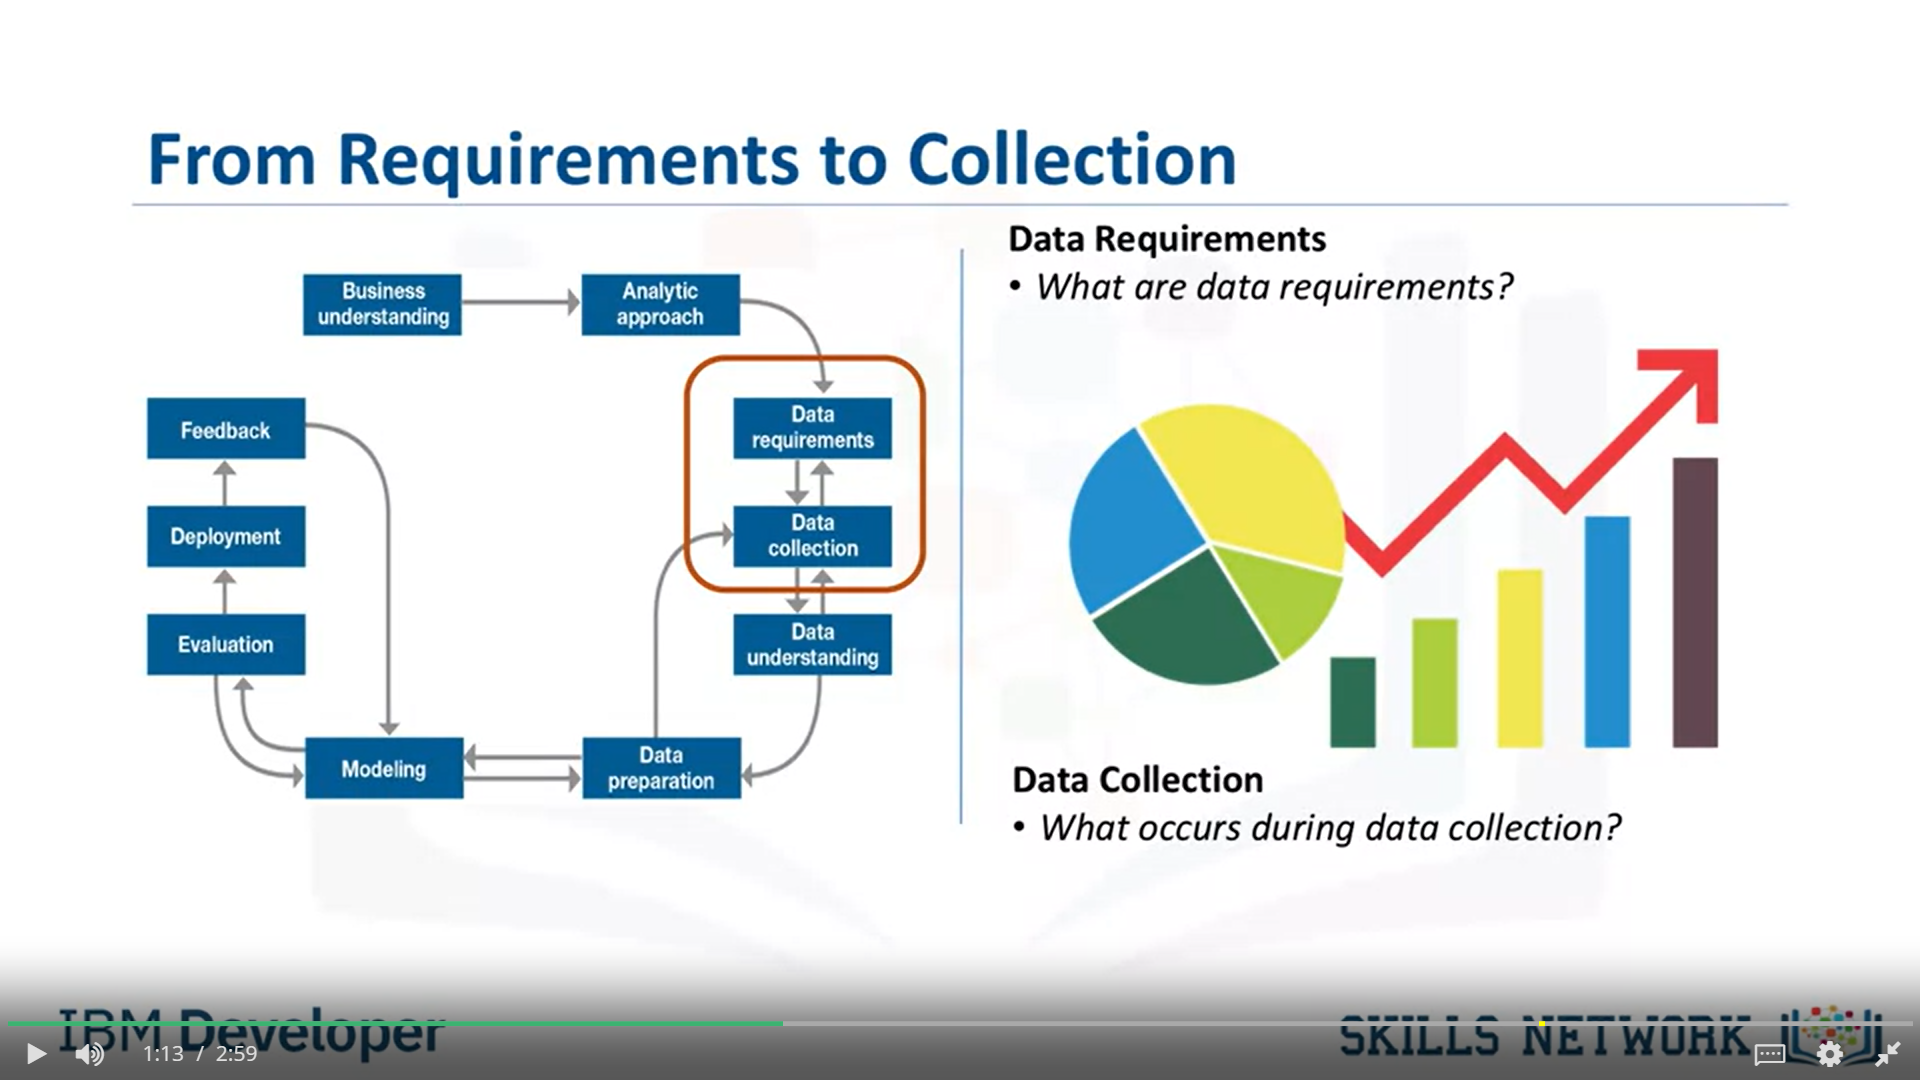 From Requirements to Collection
Business
understanding
Analytic
approach
Data
requirements
Data
collection
Data
understanding
Data
preparation
Modeling
Evaluation
Deployment
Feedback
Data Requirements
• What are data requirements?
Data Collection
• What occurs during data collection?
IBM Developer
SKILLS NETWORK
1:13 / 2:59